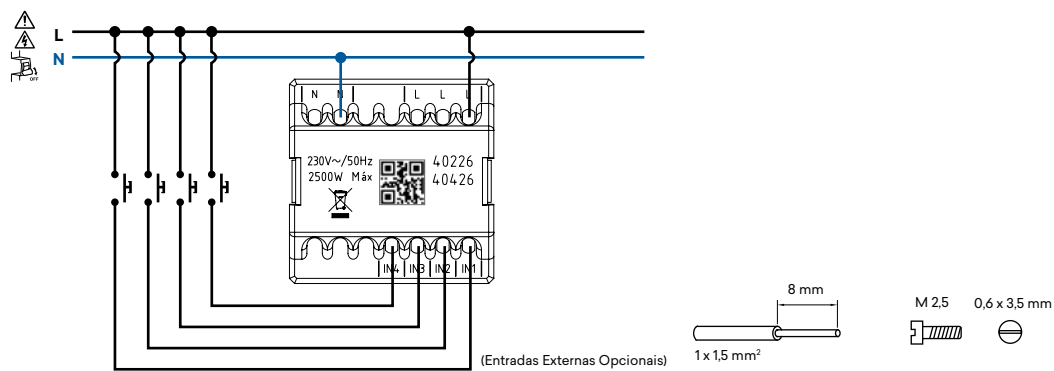 L
N
OFF
N N L L L
230V~/50Hz
2500W Máx
40226
40426
IN4 IN3 IN2 IN1
(Entradas Externas Opcionais)
8 mm
1 x 1,5 mm²
M 2,5
0,6 x 3,5 mm